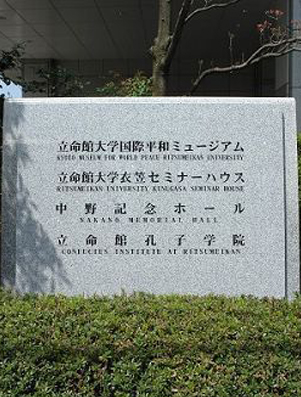 立命館大学国際平和ミュージアム
KYOTO MUSEUM FOR WORLD PEACE RITSUMEIKAN UNIVERSITY
立命館大学衣笠セミナーハウス
RITSUMEIKAN UNIVERSITY KINUGASA SEMINAR HOUSE
中野記念ホール
NAKANO MEMORIAL HALL
立命館孔子学院
CONFUCIUS INSTITUTE AT RITSUMEIKAN